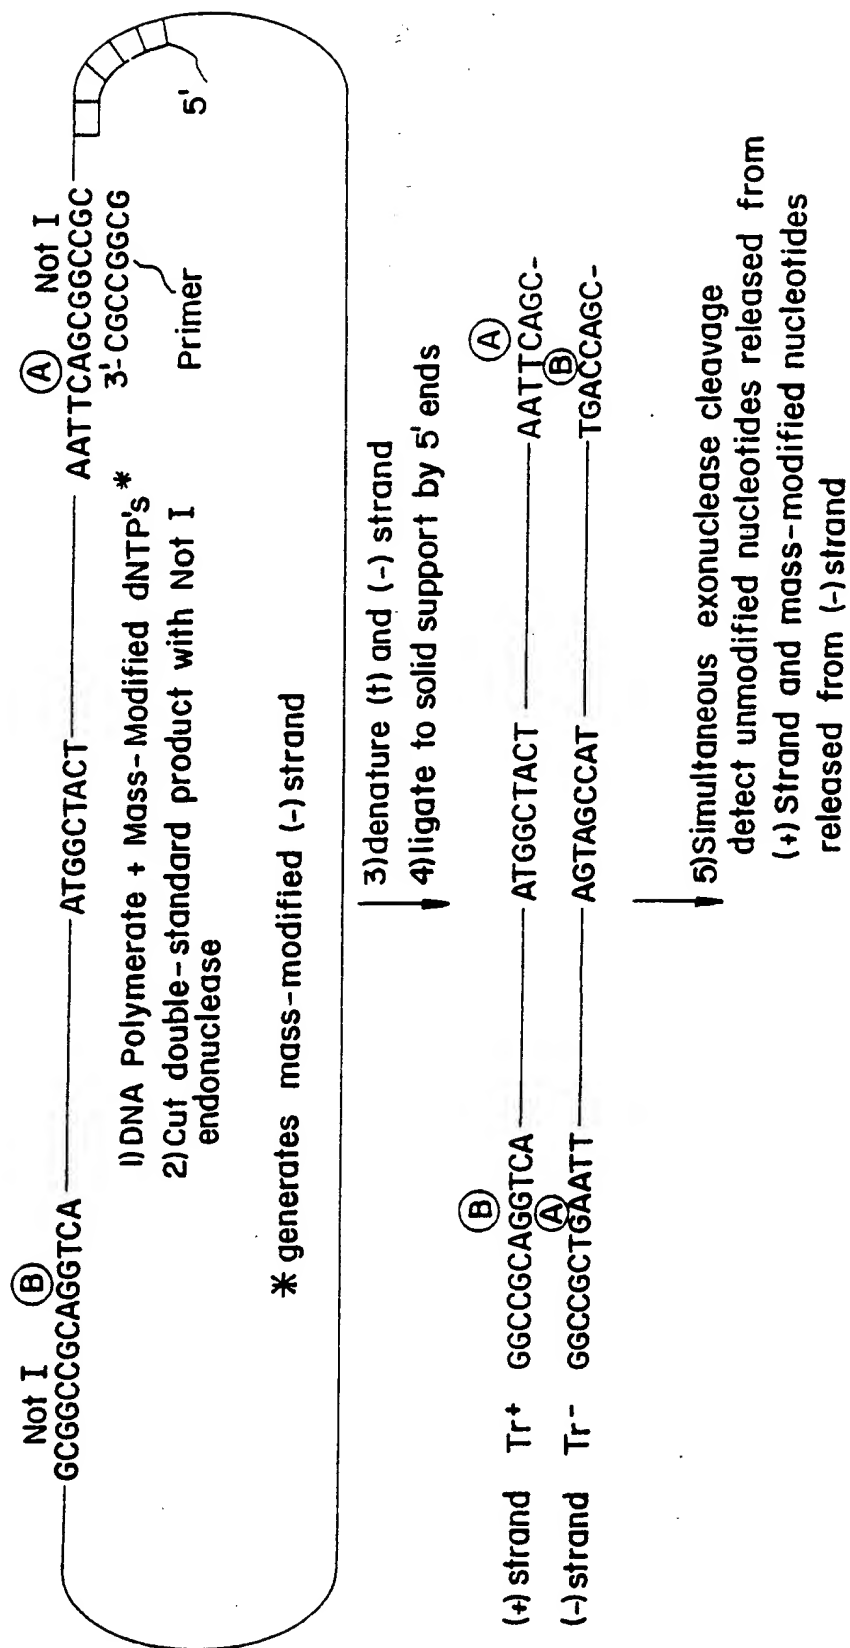 Not I Ⓑ
GCGGCCGCAGGTCA
ATGGCTACT
Ⓐ Not I
AATTCAGCGGCCGC
3'-CGCCGGCG
Primer
5'
1)DNA Polymerate + Mass-Modified dNTP's*
2)Cut double-standard product with Not I
endonuclease
* generates mass-modified (-)strand
3)denature (t) and (-) strand
4)ligate to solid support by 5' ends
Ⓑ Ⓐ
(+)strand Tr+ GGCCGCAGGTCA ATGGCTACT AATTCAGC-
Ⓐ Ⓑ
(-)strand Tr- GGCCGCTGAATT AGTAGCCAT TGACCAGC-
5)Simultaneous exonuclease cleavage
detect unmodified nucleotides released from
(+)Strand and mass-modified nucleotides
released from (-)strand